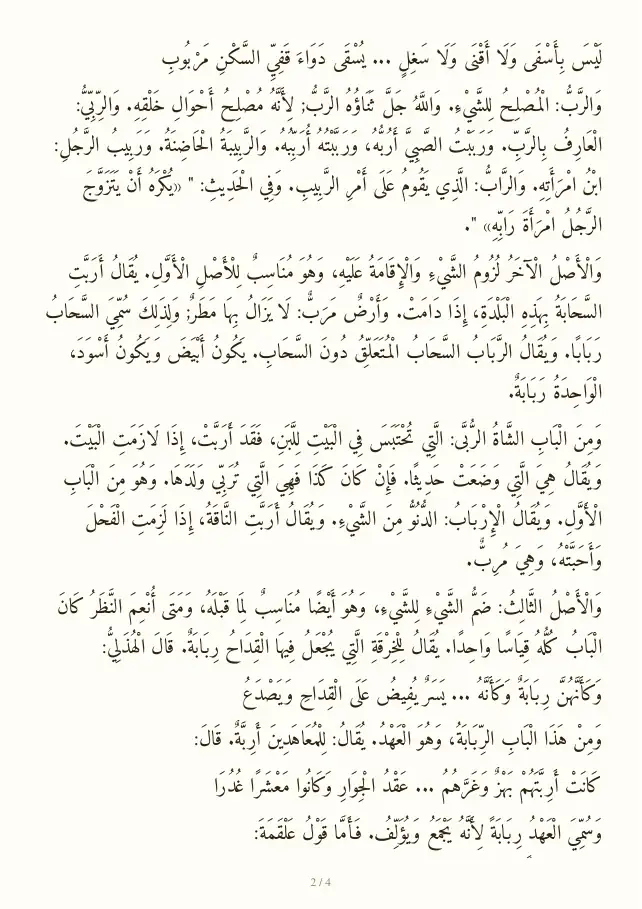 لَيْسَ بِأَسْفَى وَلَا أَقْنَى وَلَا سَغِلٍ ... يُسْقَى دَوَاءَ قَفِيِّ السَّكْنِ مَرْبُوبِ
وَالرَّبُّ: الْمُصْلِحُ لِلشَّيْءِ. وَاللَّهُ جَلَّ ثَنَاؤُهُ الرَّبُّ; لِأَنَّهُ مُصْلِحُ أَحْوَالِ خَلْقِهِ. وَالرِّبِّيُّ:
الْعَارِفُ بِالرَّبِّ. وَرَبَبْتُ الصَّبِيَّ أَرُبُّهُ، وَرَبَّبْتُهُ أُرَبِّبُهُ. وَالرَّبِيبَةُ الْحَاضِنَةُ. وَرَبِيبُ الرَّجُلِ:
ابْنُ امْرَأَتِهِ. وَالرَّابُّ: الَّذِي يَقُومُ عَلَى أَمْرِ الرَّبِيبِ. وَفِي الْحَدِيثِ: " «يُكْرَهُ أَنْ يَتَزَوَّجَ
الرَّجُلُ امْرَأَةَ رَابِّهِ» ".
وَالْأَصْلُ الْآخَرُ لُزُومُ الشَّيْءِ وَالْإِقَامَةُ عَلَيْهِ، وَهُوَ مُنَاسِبٌ لِلْأَصْلِ الْأَوَّلِ. يُقَالُ أَرَبَّتِ
السَّحَابَةُ بِهَذِهِ الْبَلْدَةِ، إِذَا دَامَتْ. وَأَرْضٌ مَرَبٌّ: لَا يَزَالُ بِهَا مَطَرٌ; وَلِذَلِكَ سُمِّيَ السَّحَابُ
رَبَابًا. وَيُقَالُ الرَّبَابُ السَّحَابُ الْمُتَعَلِّقُ دُونَ السَّحَابِ. يَكُونُ أَبْيَضَ وَيَكُونُ أَسْوَدَ،
الْوَاحِدَةُ رَبَابَةٌ.
وَمِنَ الْبَابِ الشَّاةُ الرُّبَّى: الَّتِي تُحْتَبَسَ فِي الْبَيْتِ لِلَّبَنِ، فَقَدَ أَرَبَّتْ، إِذَا لَازَمَتِ الْبَيْتَ.
وَيُقَالُ هِيَ الَّتِي وَضَعَتْ حَدِيثًا. فَإِنْ كَانَ كَذَا فَهِيَ الَّتِي تُرَبِّي وَلَدَهَا. وَهُوَ مِنَ الْبَابِ
الْأَوَّلِ. وَيُقَالُ الْإِرْبَابُ: الدُّنُوُّ مِنَ الشَّيْءِ. وَيُقَالُ أَرَبَّتِ النَّاقَةُ، إِذَا لَزِمَتِ الْفَحْلَ
وَأَحَبَّتْهُ، وَهِيَ مُرِبٌّ.
وَالْأَصْلُ الثَّالِثُ: ضَمُّ الشَّيْءِ لِلشَّيْءِ، وَهُوَ أَيْضًا مُنَاسِبٌ لِمَا قَبْلَهُ، وَمَتَى أُنْعِمَ النَّظَرُ كَانَ
الْبَابُ كُلُّهُ قِيَاسًا وَاحِدًا. يُقَالُ لِلْخِرْقَةِ الَّتِي يُجْعَلُ فِيهَا الْقِدَاحُ رِبَابَةٌ. قَالَ الْهُذَلِيُّ:
وَكَأَنَّهُنَّ رِبَابَةٌ وَكَأَنَّهُ ... يَسَرٌ يُفِيضُ عَلَى الْقِدَاحِ وَيَصْدَعُ
وَمِنْ هَذَا الْبَابِ الرِّبَابَةُ، وَهُوَ الْعَهْدُ. يُقَالُ: لِلْمُعَاهَدِينَ أَرِبَّةٌ. قَالَ:
كَانَتْ أَرِبَّتَهُمْ بَهْزٌ وَغَرَّهُمُ ... عَقْدُ الْجِوَارِ وَكَانُوا مَعْشَرًا غُدُرَا
وَسُمِّيَ الْعَهْدُ رِبَابَةً لِأَنَّهُ يَجْمَعُ وَيُؤَلِّفُ. فَأَمَّا قَوْلُ عَلْقَمَةَ:
2 / 4